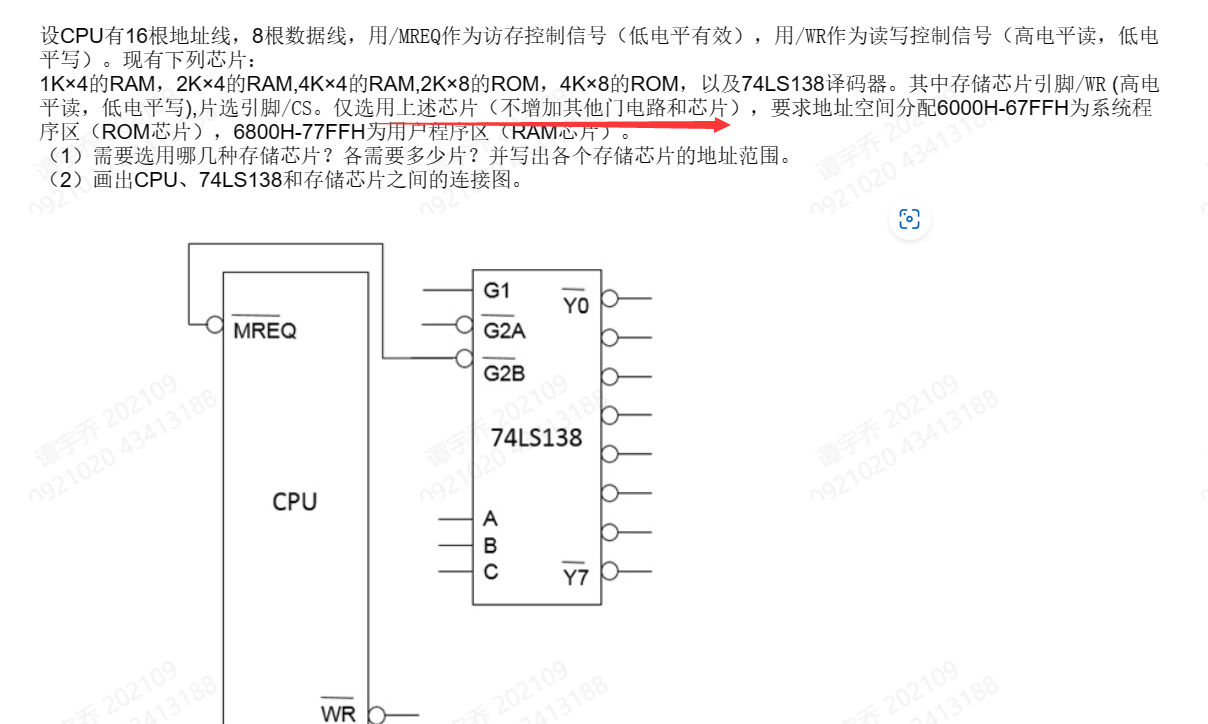 设CPU有16根地址线，8根数据线，用/MREQ作为访存控制信号（低电平有效），用/WR作为读写控制信号（高电平读，低电
平写）。现有下列芯片：
1K×4的RAM，2K×4的RAM,4K×4的RAM,2K×8的ROM，4K×8的ROM，以及74LS138译码器。其中存储芯片引脚/WR (高电
平读，低电平写),片选引脚/CS。仅选用上述芯片（不增加其他门电路和芯片），要求地址空间分配6000H-67FFH为系统程
序区（ROM芯片），6800H-77FFH为用户程序区（RAM芯片）。
（1）需要选用哪几种存储芯片？各需要多少片？并写出各个存储芯片的地址范围。
（2）画出CPU、74LS138和存储芯片之间的连接图。
MREQ
CPU
WR
G1
G2A
G2B
74LS138
A
B
C
Y0
Y7
谭宇乔 202109
0921020 43413188